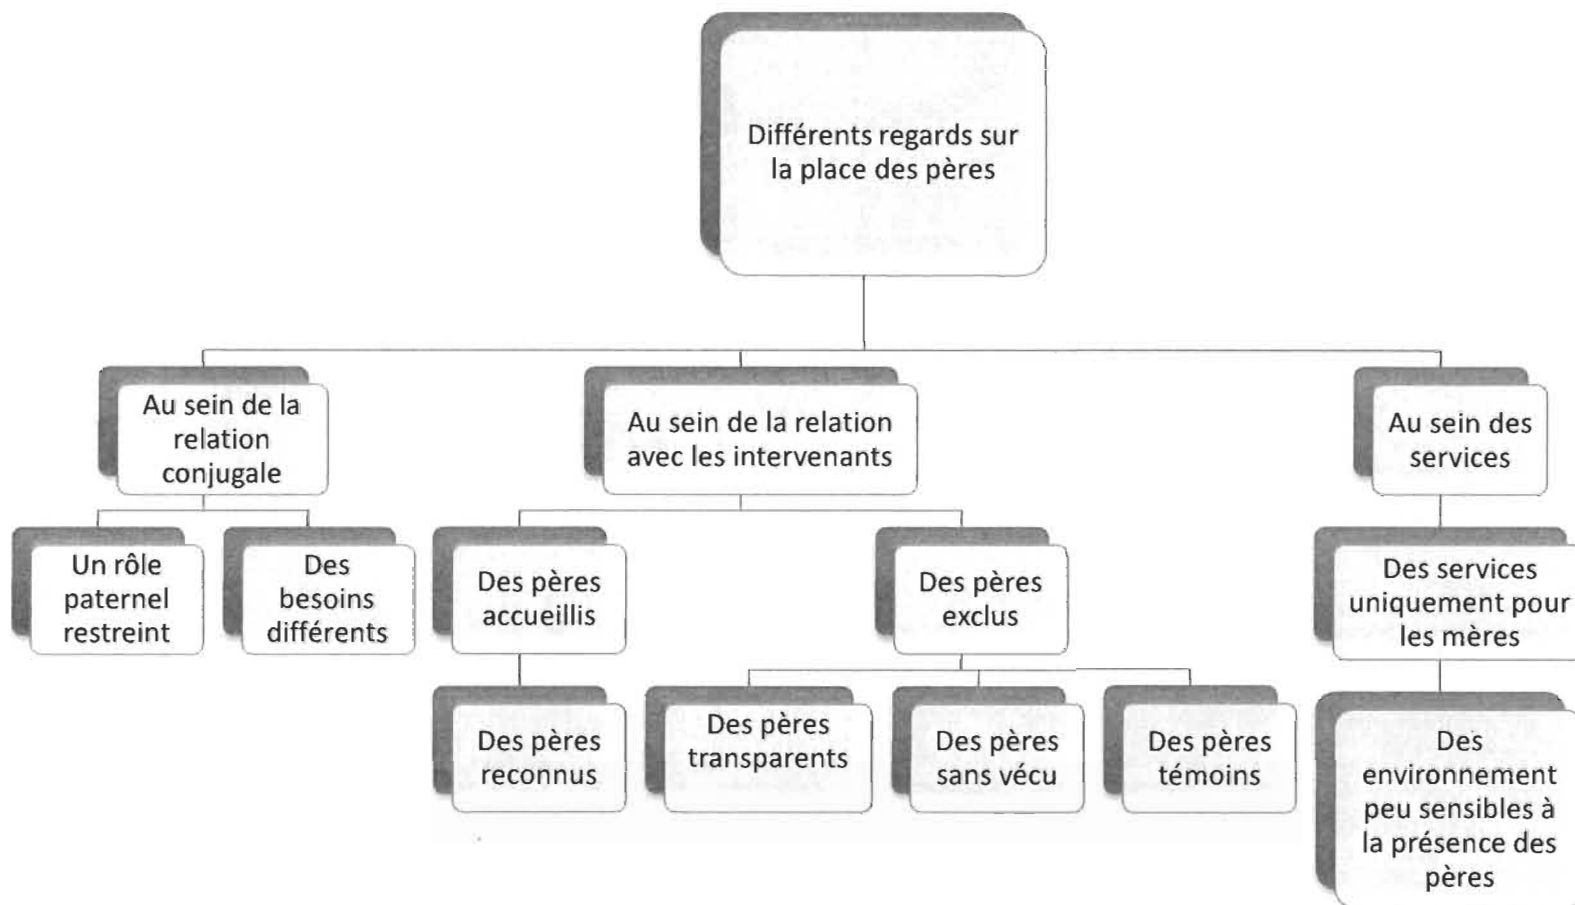 Différents regards sur
la place des pères
Au sein de la
relation
conjugale
Au sein de la relation
avec les intervenants
Au sein des
services
Un rôle
paternel
restreint
Des
besoins
différents
Des pères
accueillis
Des pères
exclus
Des services
uniquement pour
les mères
Des pères
reconnus
Des pères
transparents
Des pères
sans vécu
Des pères
témoins
Des
environnement
peu sensibles à
la présence des
pères